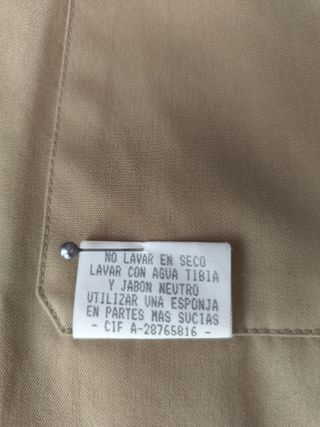 NO LAVAR EN SECO
LAVAR CON AGUA TIBIA
Y JABON NEUTRO
UTILIZAR UNA ESPONJA
EN PARTES MAS SUCIAS
- CIF A-28765816 -